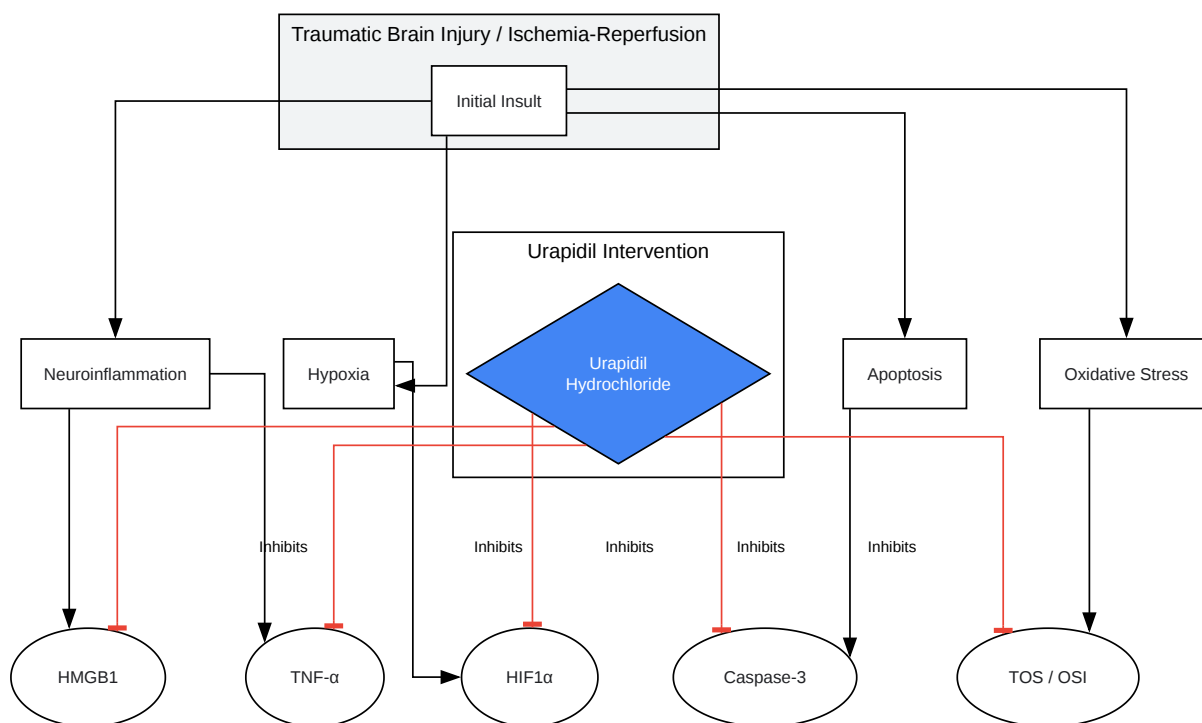 Traumatic Brain Injury / Ischemia-Reperfusion
Initial Insult
Urapidil Intervention
Urapidil
Hydrochloride
Neuroinflammation
Hypoxia
Apoptosis
Oxidative Stress
Inhibits
Inhibits
Inhibits
Inhibits
Inhibits
HMGB1
TNF-α
HIF1α
Caspase-3
TOS / OSI